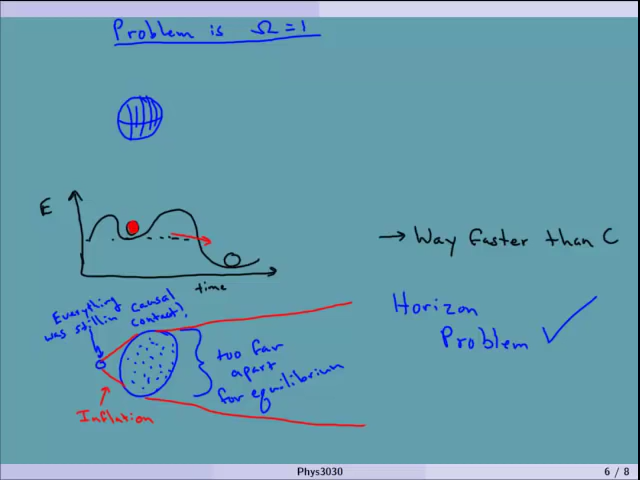 Problem is Ω = 1
E
time
→ Way faster than C
Everything
was still in causal
contact!
Horizon
Problem ✓
too far
apart
for equilibrium
Inflation
Phys3030
6 / 8